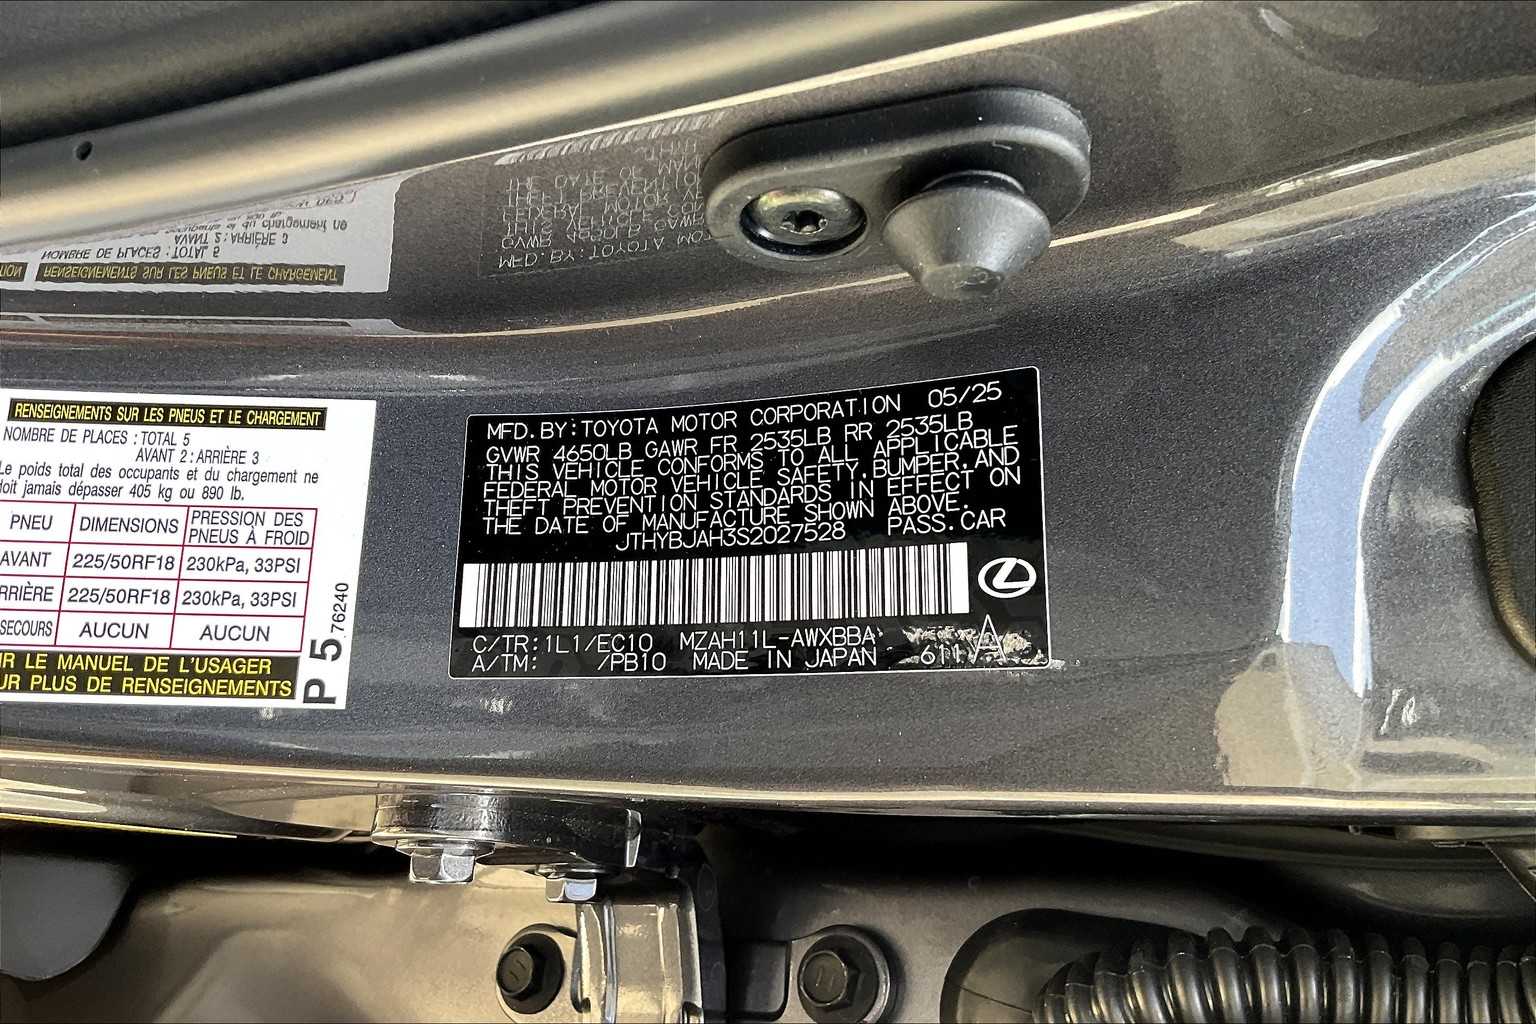 RENSEIGNEMENTS SUR LES PNEUS ET LE CHARGEMENT
NOMBRE DE PLACES : TOTAL 5
AVANT 2 : ARRIÈRE 3
Le poids total des occupants et du chargement ne
doit jamais dépasser 405 kg ou 890 lb.
PNEU DIMENSIONS PRESSION DES PNEUS À FROID
AVANT 225/50RF18 230kPa, 33PSI
RRIÈRE 225/50RF18 230kPa, 33PSI
SECOURS AUCUN AUCUN
IR LE MANUEL DE L'USAGER
UR PLUS DE RENSEIGNEMENTS
P 5 76240
MFD.BY:TOYOTA MOTOR CORPORATION 05/25
GVWR 4650LB GAWR FR 2535LB RR 2535LB
THIS VEHICLE CONFORMS TO ALL APPLICABLE
FEDERAL MOTOR VEHICLE SAFETY,BUMPER,AND
THEFT PREVENTION STANDARDS IN EFFECT ON
THE DATE OF MANUFACTURE SHOWN ABOVE.
JTHYBJAH3S2027528 PASS.CAR
C/TR:1L1/EC10 MZAH11L-AWXBBA A
A/TM: /PB10 MADE IN JAPAN 611